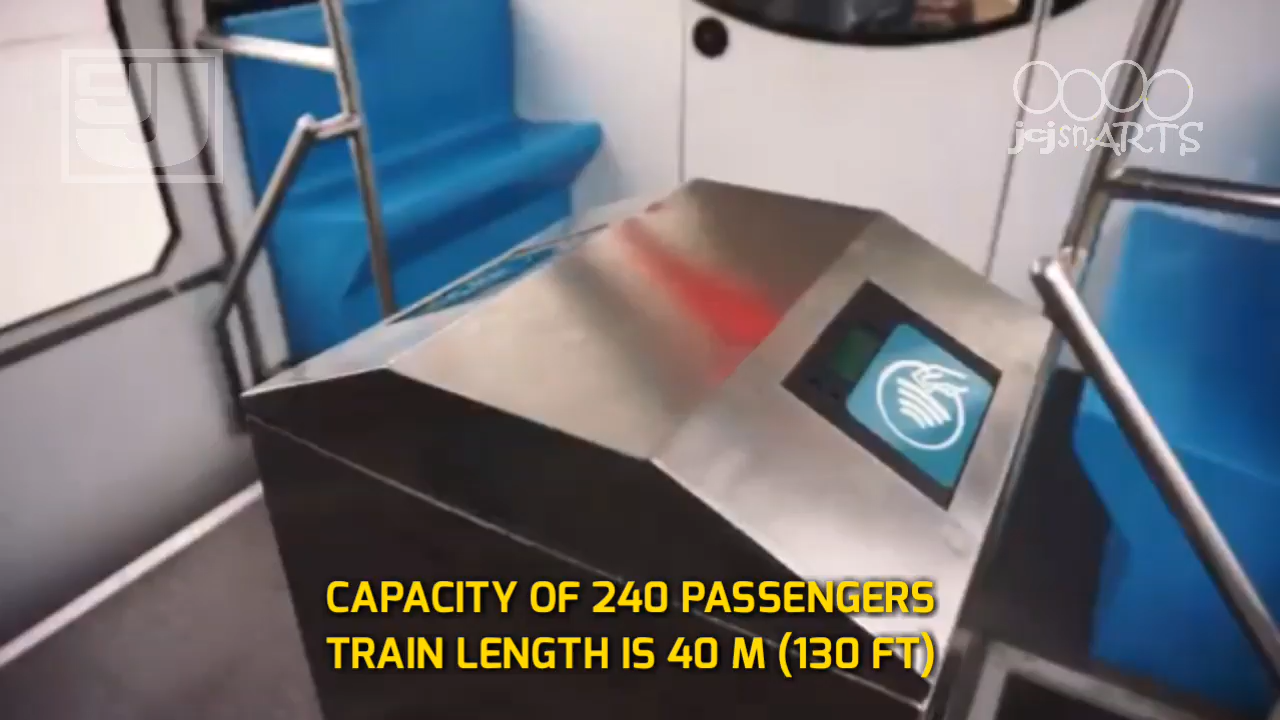 jcjsnARTS
CAPACITY OF 240 PASSENGERS
TRAIN LENGTH IS 40 M (130 FT)